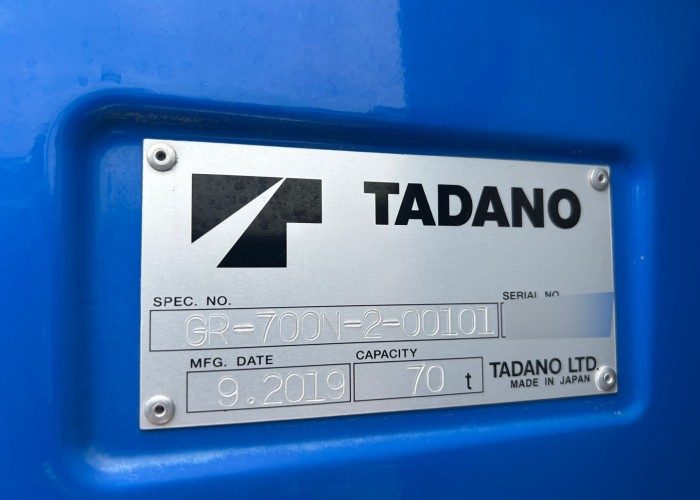 TADANO
SPEC. NO.
SERIAL NO
GR-700N-2-00101
MFG. DATE
CAPACITY
9.2019
70 t
TADANO LTD.
MADE IN JAPAN